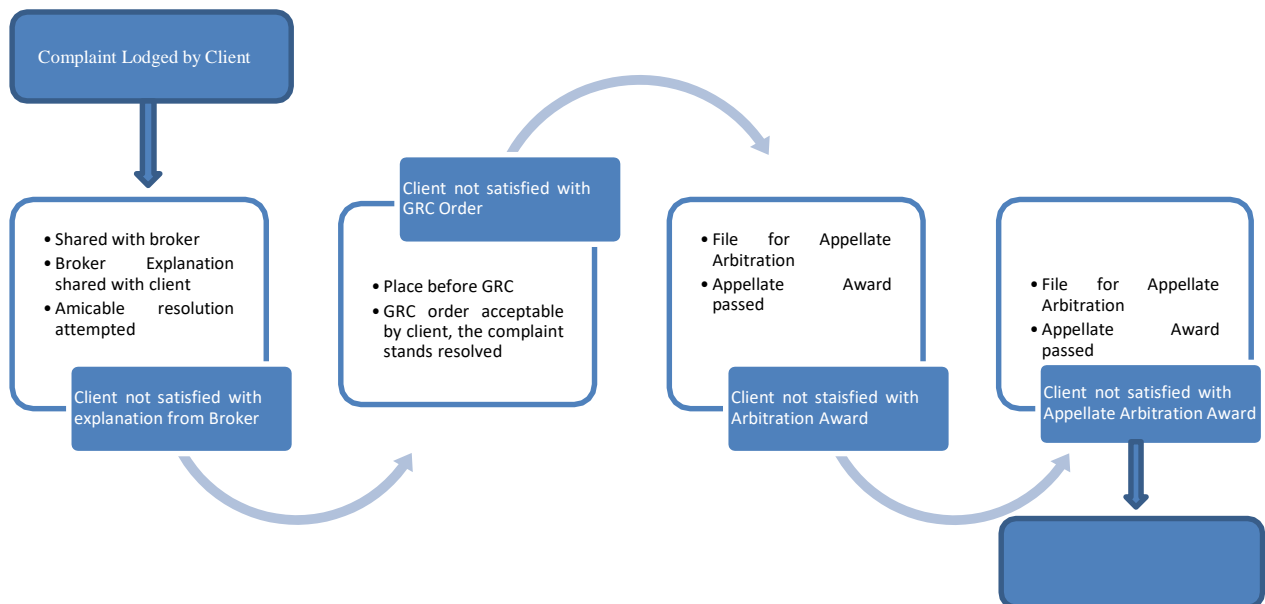 Complaint Lodged by Client
• Shared with broker
• Broker Explanation
shared with client
• Amicable resolution
attempted
Client not satisfied with
explanation from Broker
Client not satisfied with
GRC Order
• Place before GRC
• GRC order acceptable
by client, the complaint
stands resolved
• File for Appellate
Arbitration
• Appellate Award
passed
Client not staisfied with
Arbitration Award
• File for Appellate
Arbitration
• Appellate Award
passed
Client not satisfied with
Appellate Arbitration Award